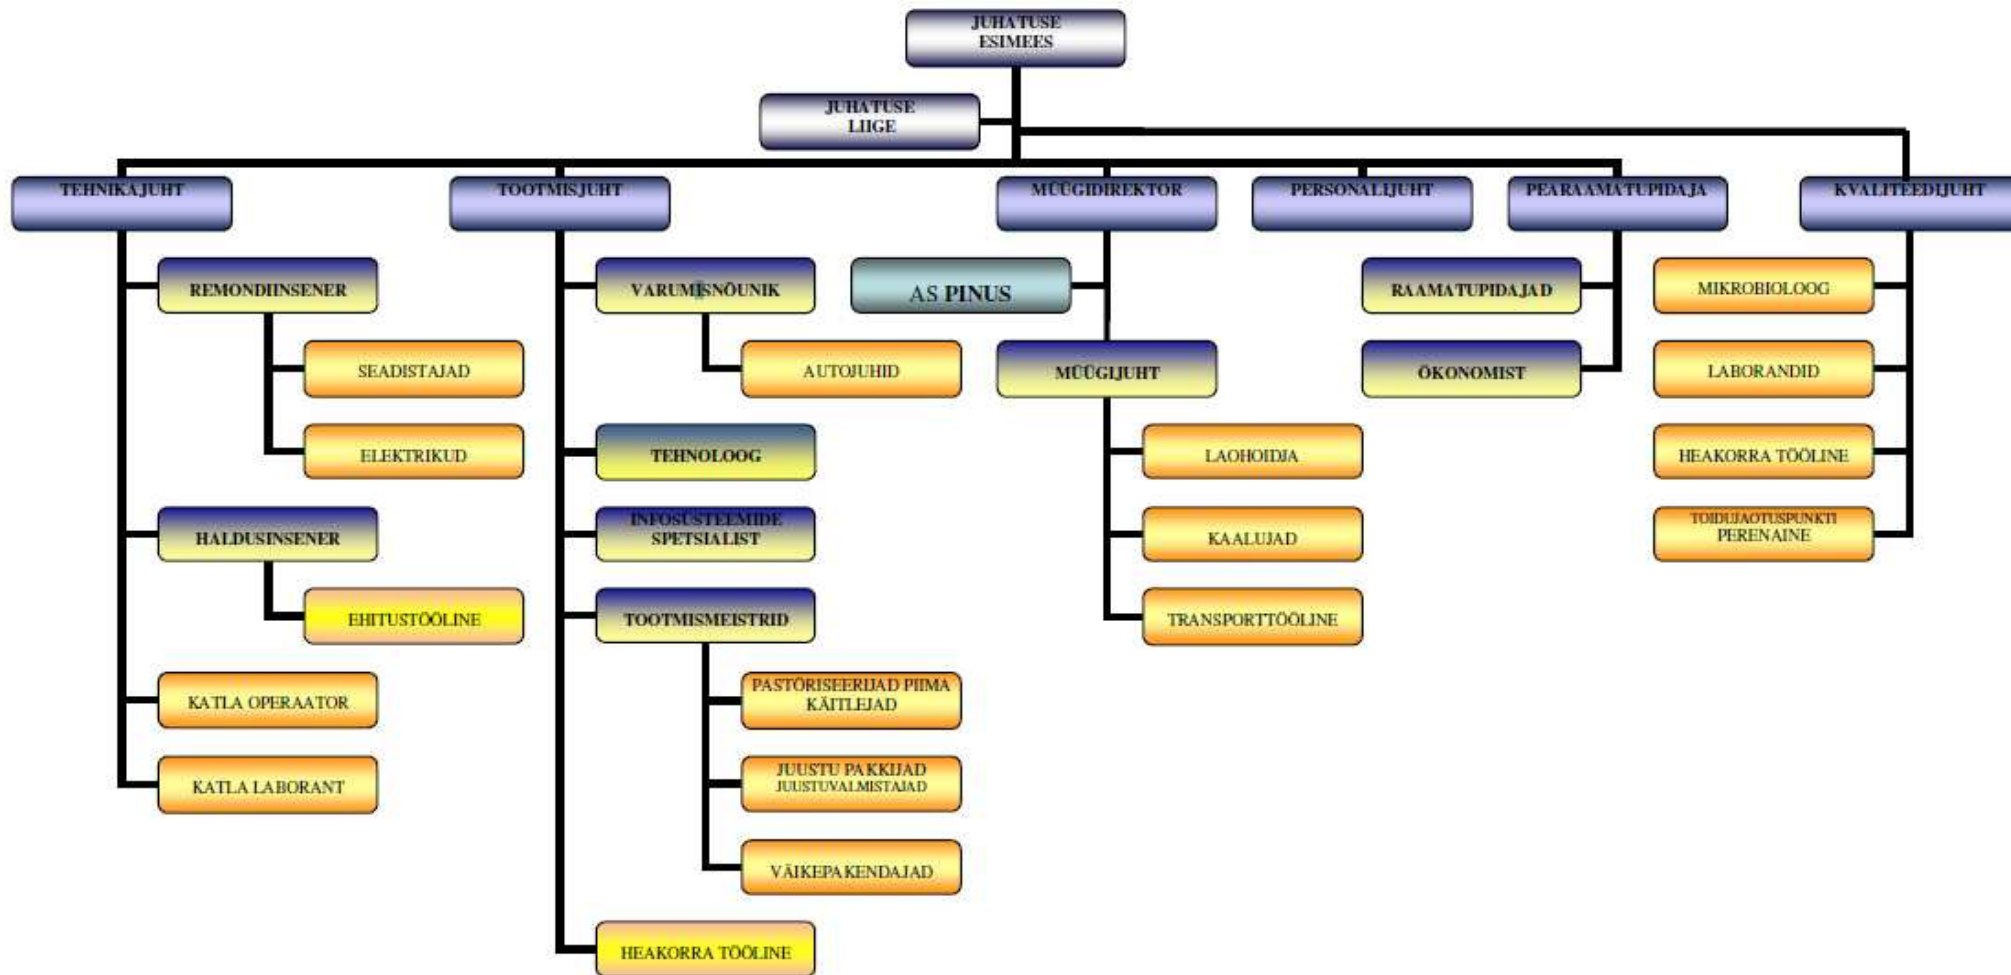 JUHATUSE
ESIMEES
JUHATUSE
LIIGE
TEHNIKAJUHT
TOOTMISJUHT
MÜÜGIDIREKTOR
PERSONALIJUHT
PEARAAMATUPIDAJA
KVALITEEDIJUHT
REMONDIINSENER
VARUMISNÕUNIK
AS PINUS
RAAMATUPIDAJAD
MIKROBIOLOOG
SEADISTAJAD
AUTOJUHID
MÜÜGIJUHT
ÖKONOMIST
LABORANDID
ELEKTRIKUD
TEHNOLOOG
LAOHOIDJA
HEAKORRA TÖÖLINE
HALDUSINSENER
INFOSÜSTEEMIDE
SPETSIALIST
KAALUJAD
TOIDUJAOTUSPUNKTI
PERENAINE
EHITUSTÖÖLINE
TOOTMISMEISTRID
TRANSPORTTÖÖLINE
KATLA OPERAATOR
PASTÖRISEERIJAD PIIMA
KÄITLEJAD
KATLA LABORANT
JUUSTU PAKKIJAD
JUUSTUVALMISTAJAD
VÄIKEPAKENDAJAD
HEAKORRA TÖÖLINE